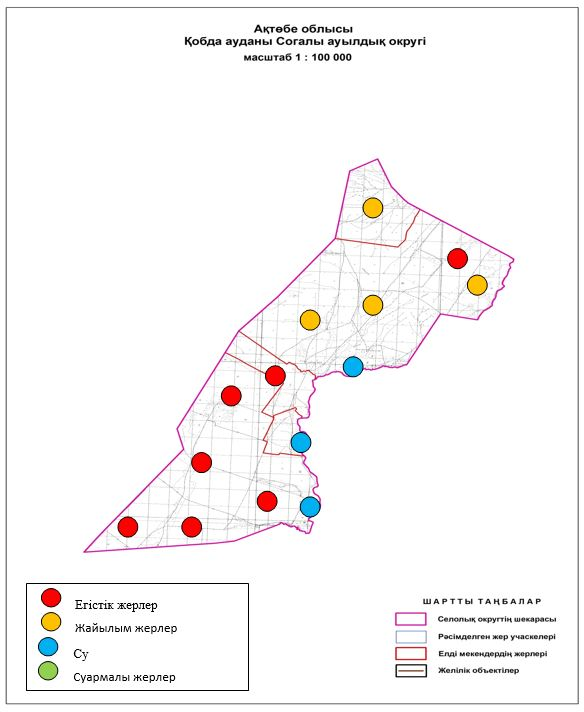 Ақтөбе облысы
Қобда ауданы Согалы ауылдық округі
масштаб 1 : 100 000
Егістік жерлер
Жайылым жерлер
Су
Суармалы жерлер
ШАРТТЫ ТАҢБАЛАР
Селолық округтің шекарасы
Рәсімделген жер учаскелері
Елді мекендердің жерлері
Желілік объектілер